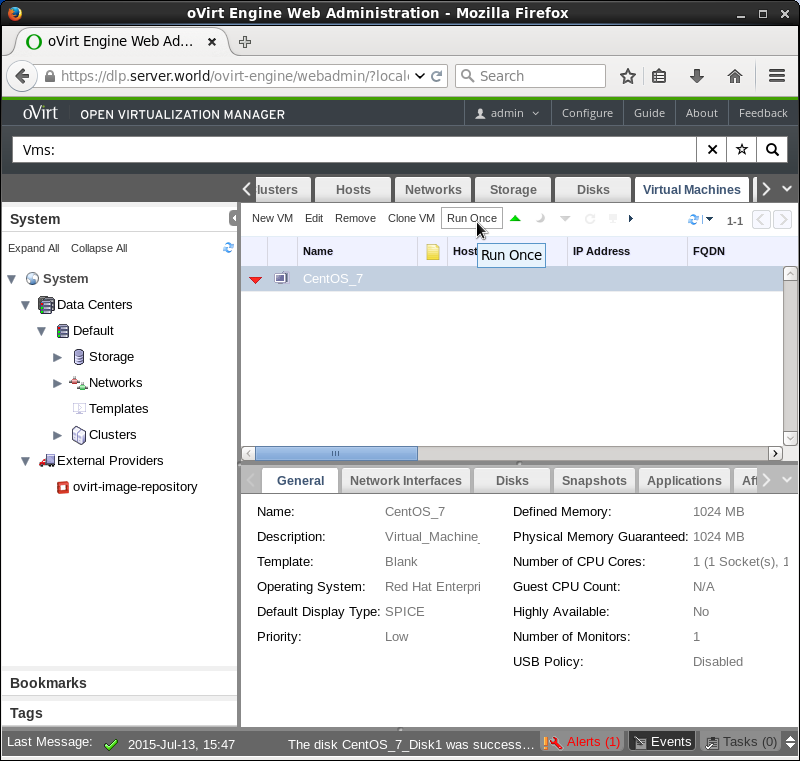 oVirt Engine Web Administration - Mozilla Firefox
oVirt Engine Web Ad...
https://dlp.server.world/ovirt-engine/webadmin/?local
Search
oVirt OPEN VIRTUALIZATION MANAGER
admin Configure Guide About Feedback
Vms:
lusters Hosts Networks Storage Disks Virtual Machines
System
New VM Edit Remove Clone VM Run Once 1-1
Expand All Collapse All
Name Host IP Address FQDN
Run Once
System
CentOS_7
Data Centers
Default
Storage
Networks
Templates
Clusters
External Providers
ovirt-image-repository
General Network Interfaces Disks Snapshots Applications Aff
Name: CentOS_7 Defined Memory: 1024 MB
Description: Virtual_Machine_ Physical Memory Guaranteed: 1024 MB
Template: Blank Number of CPU Cores: 1 (1 Socket(s), 1
Operating System: Red Hat Enterpri Guest CPU Count: N/A
Default Display Type: SPICE Highly Available: No
Priority: Low Number of Monitors: 1
USB Policy: Disabled
Bookmarks
Tags
Last Message: 2015-Jul-13, 15:47 The disk CentOS_7_Disk1 was success... Alerts (1) Events Tasks (0)